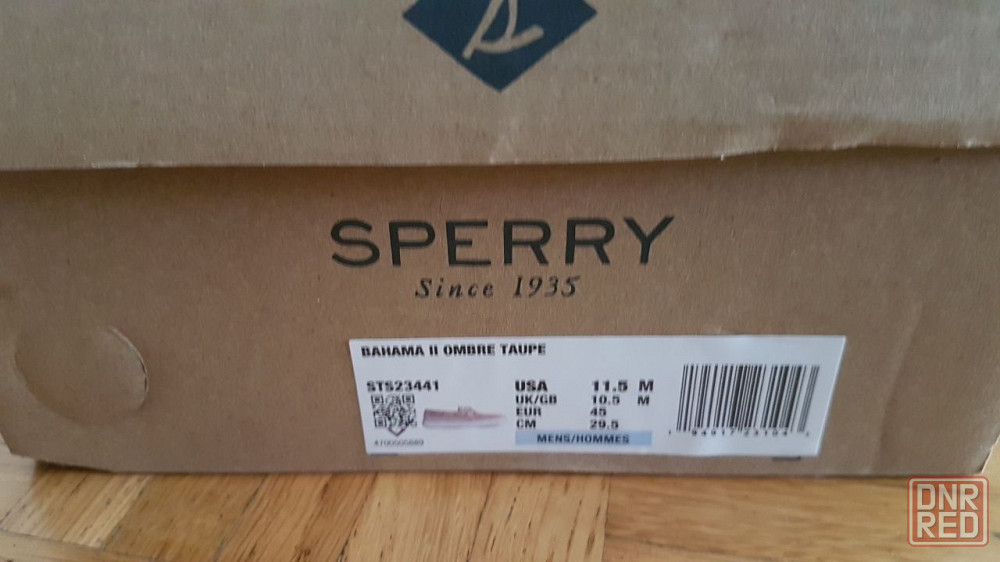 SPERRY
Since 1935
BAHAMA II OMBRE TAUPE
STS23441
USA 11.5 M
UK/GB 10.5 M
EUR 45
CM 29.5
MENS/HOMMES
DNR
RED